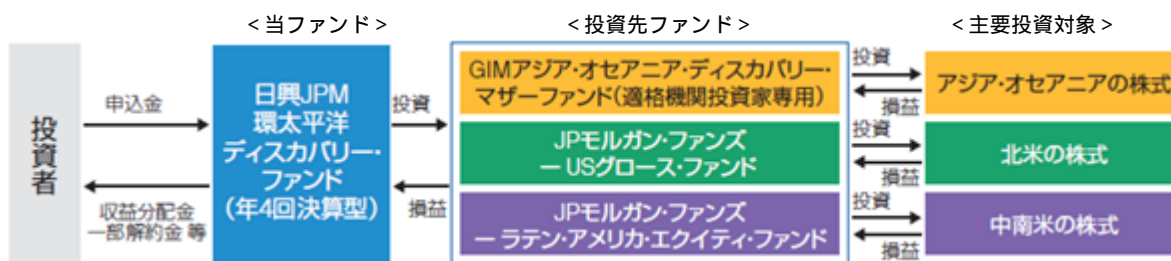 ＜当ファンド＞
＜投資先ファンド＞
＜主要投資対象＞
投資者
申込金
収益分配金
一部解約金 等
日興JPM
環太平洋
ディスカバリー・
ファンド
（年4回決算型）
投資
損益
GIMアジア・オセアニア・ディスカバリー・
マザーファンド（適格機関投資家専用）
投資
損益
アジア・オセアニアの株式
JPモルガン・ファンズ
－USグロース・ファンド
投資
損益
北米の株式
JPモルガン・ファンズ
－ラテン・アメリカ・エクイティ・ファンド
投資
損益
中南米の株式